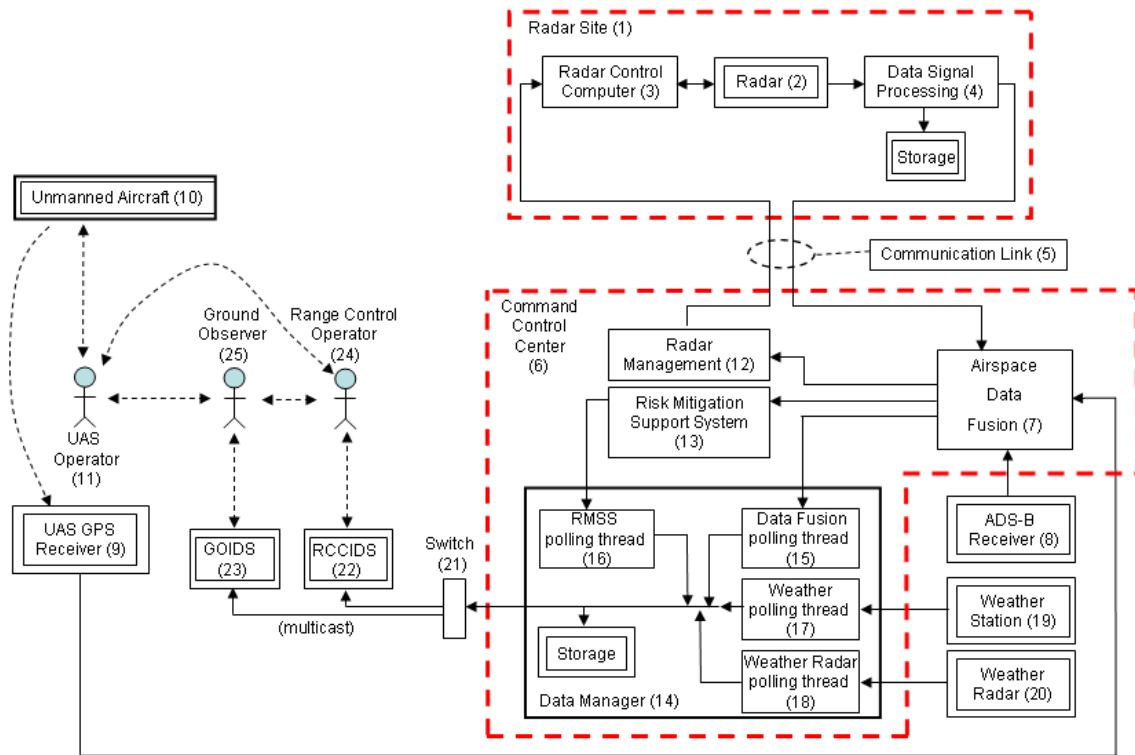 Radar Site (1)
Radar Control
Computer (3)
Radar (2)
Data Signal
Processing (4)
Storage
Unmanned Aircraft (10)
Communication Link (5)
Command
Control
Center
(6)
Ground
Observer
(25)
Range Control
Operator
(24)
Radar
Management (12)
Airspace
Data
Fusion (7)
Risk Mitigation
Support System
(13)
UAS
Operator
(11)
UAS GPS
Receiver (9)
GOIDS
(23)
RCCIDS
(22)
Switch
(21)
RMSS
polling thread
(16)
Data Fusion
polling thread
(15)
ADS-B
Receiver (8)
Weather
polling thread
(17)
Weather
Station (19)
(multicast)
Storage
Weather Radar
polling thread
(18)
Weather
Radar (20)
Data Manager (14)